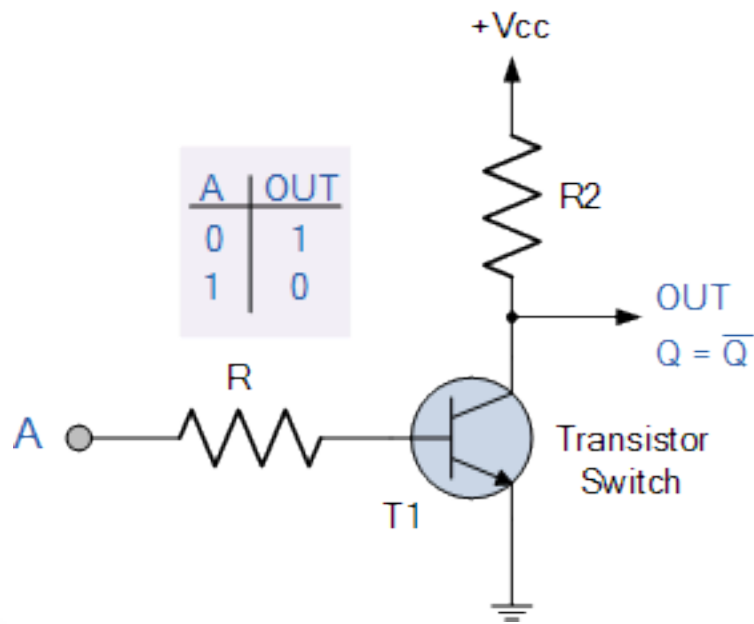 +Vcc
A OUT
0 1
1 0
R2
OUT
Q = Q̅
R
A
Transistor
Switch
T1